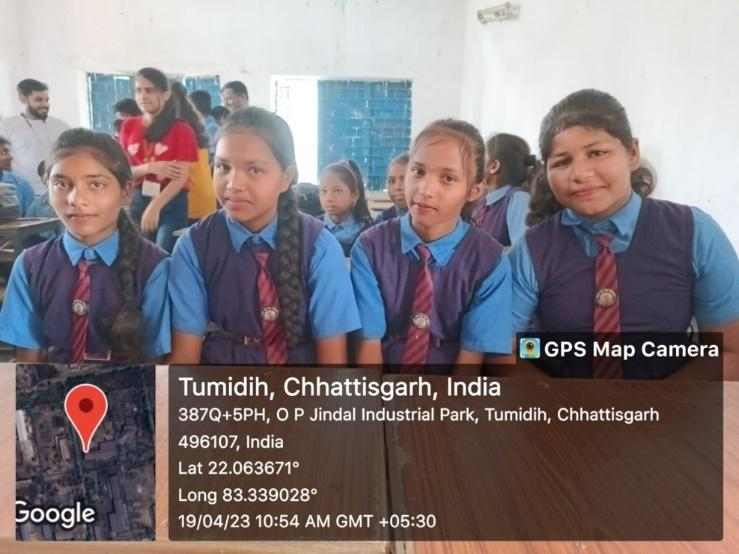 GPS Map Camera
Tumidih, Chhattisgarh, India
387Q+5PH, O P Jindal Industrial Park, Tumidih, Chhattisgarh
496107, India
Lat 22.063671°
Long 83.339028°
19/04/23 10:54 AM GMT +05:30
Google